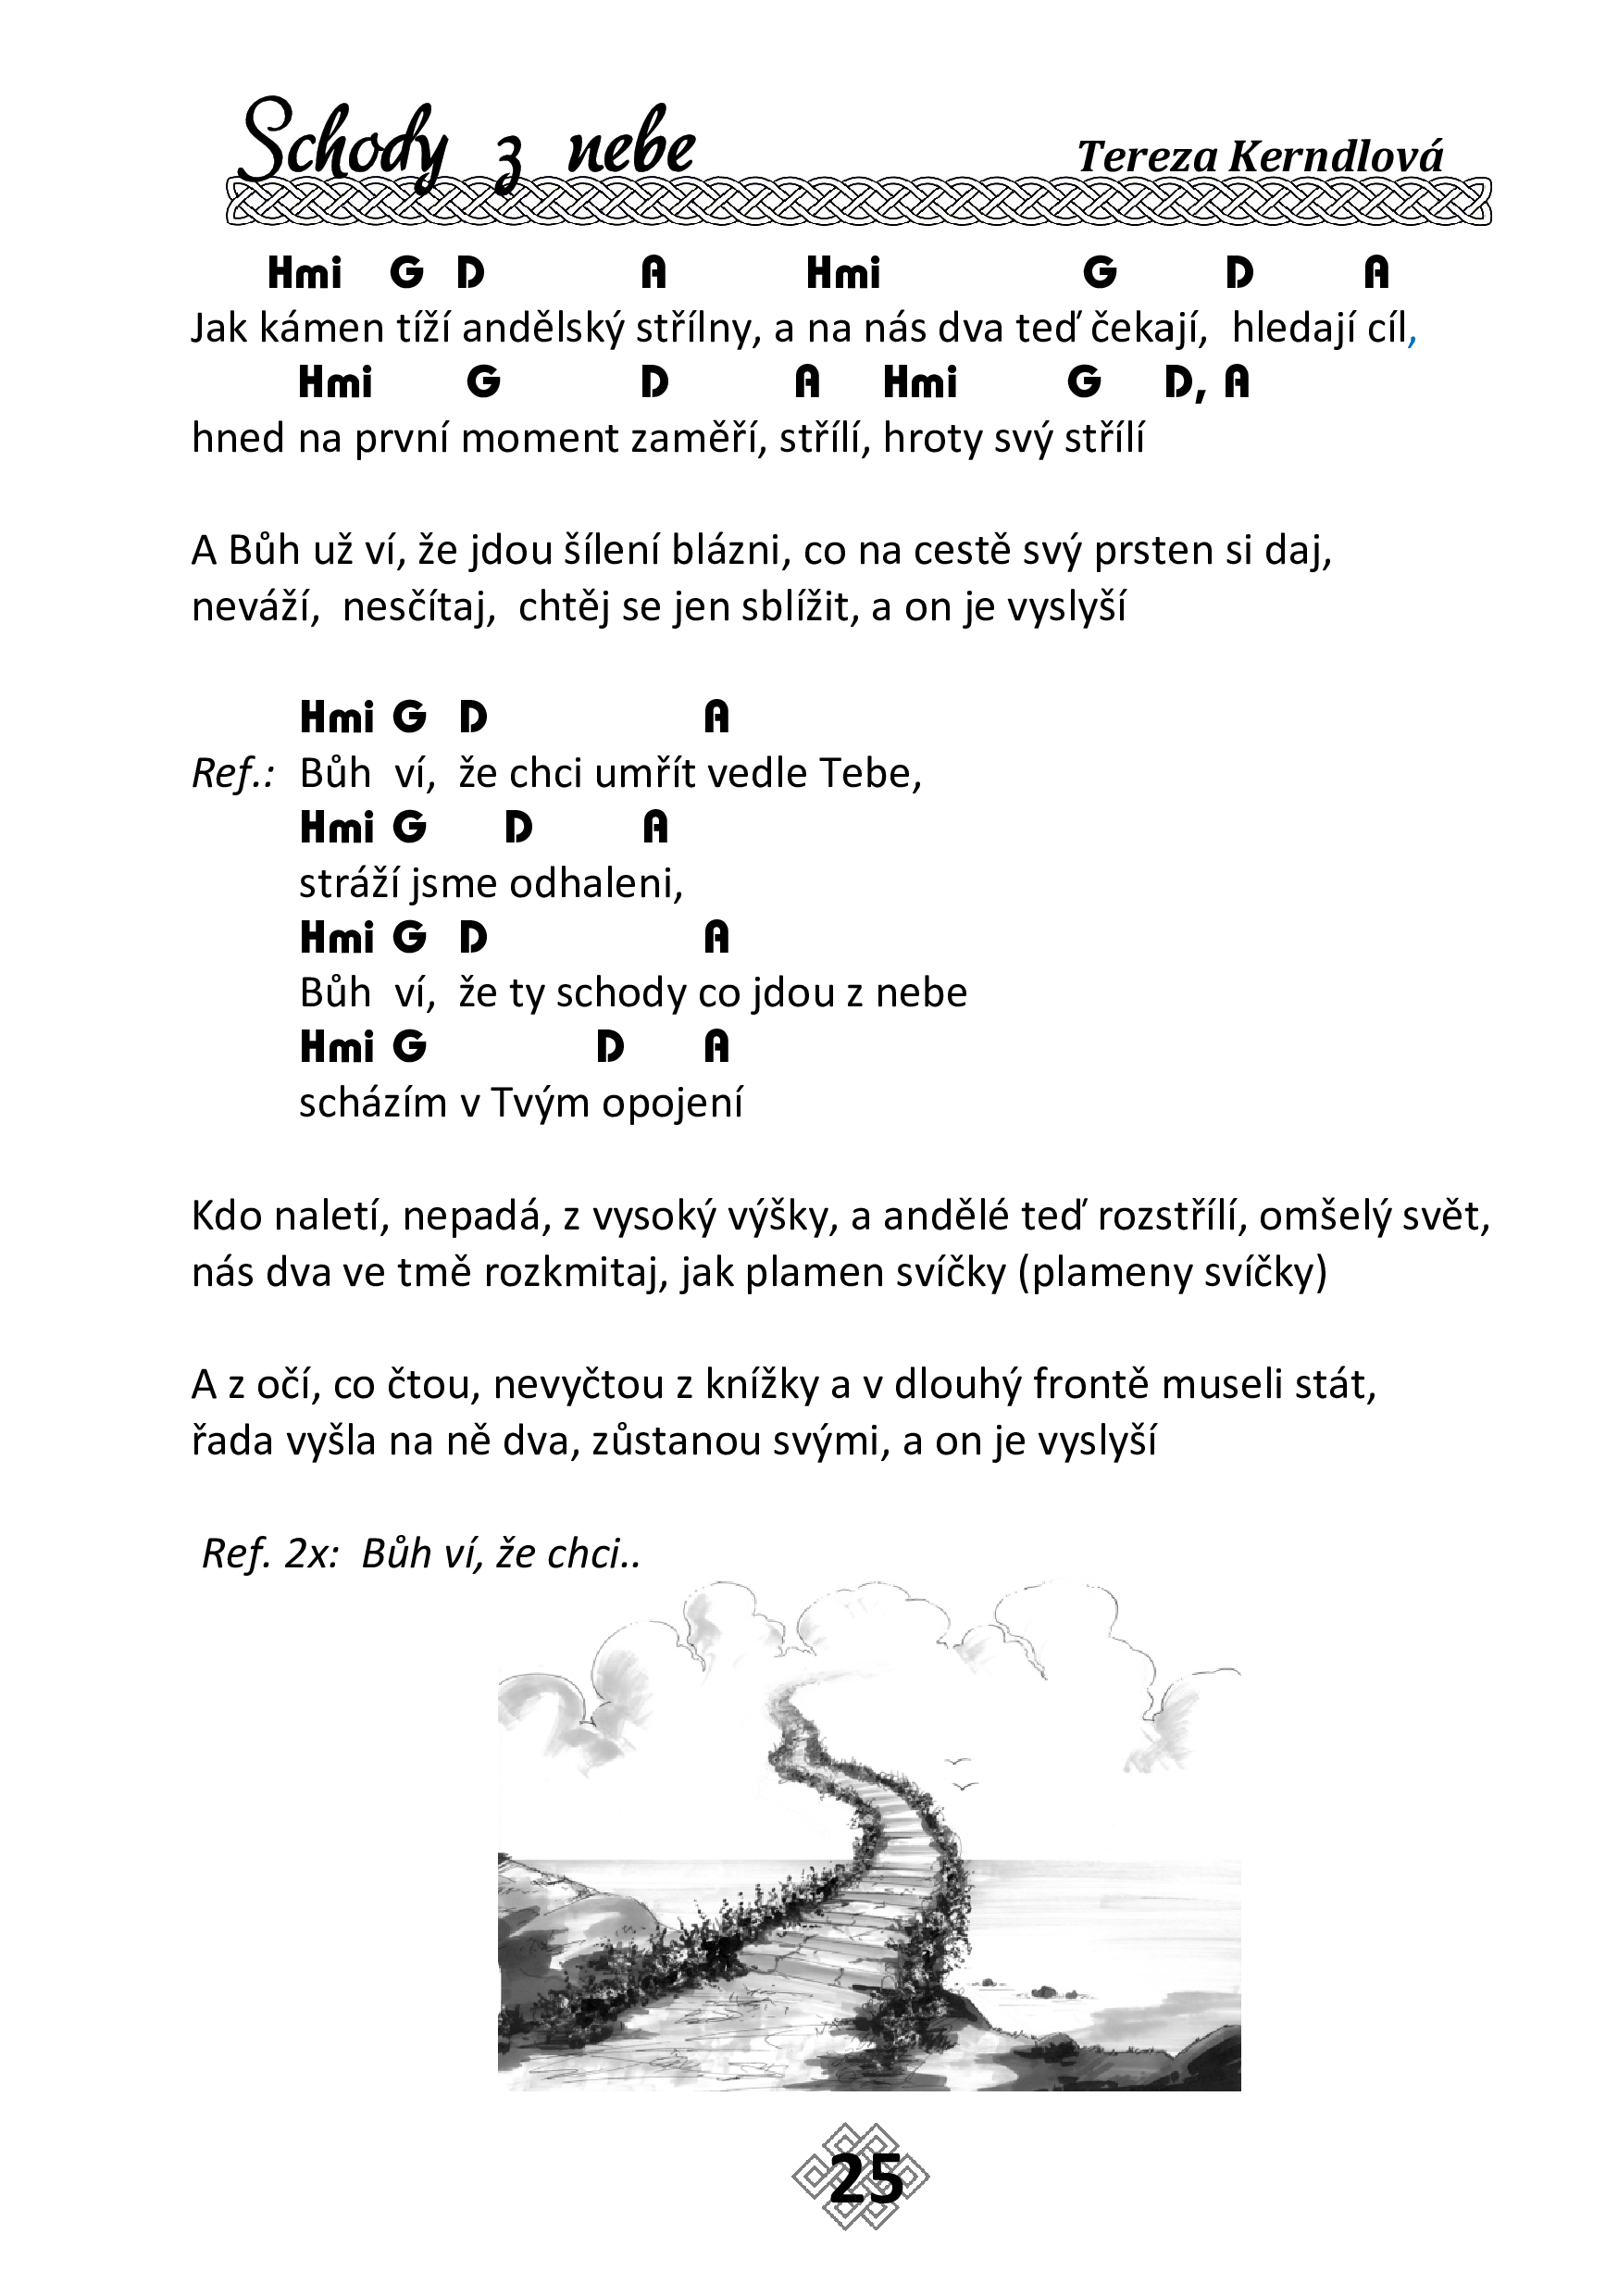 Schody z nebe Tereza Kerndlová
Hmi G D A Hmi G D A
Jak kámen tíží andělský střílny, a na nás dva teď čekají, hledají cíl,
Hmi G D A Hmi G D, A
hned na první moment zaměří, střílí, hroty svý střílí
A Bůh už ví, že jdou šílení blázni, co na cestě svý prsten si daj,
neváží, nesčítaj, chtěj se jen sblížit, a on je vyslyší
Hmi G D A
Ref.: Bůh ví, že chci umřít vedle Tebe,
Hmi G D A
stráží jsme odhaleni,
Hmi G D A
Bůh ví, že ty schody co jdou z nebe
Hmi G D A
scházím v Tvým opojení
Kdo naletí, nepadá, z vysoký výšky, a andělé teď rozstřílí, omšelý svět,
nás dva ve tmě rozkmitaj, jak plamen svíčky (plameny svíčky)
A z očí, co čtou, nevyčtou z knížky a v dlouhý frontě museli stát,
řada vyšla na ně dva, zůstanou svými, a on je vyslyší
Ref. 2x: Bůh ví, že chci..
25